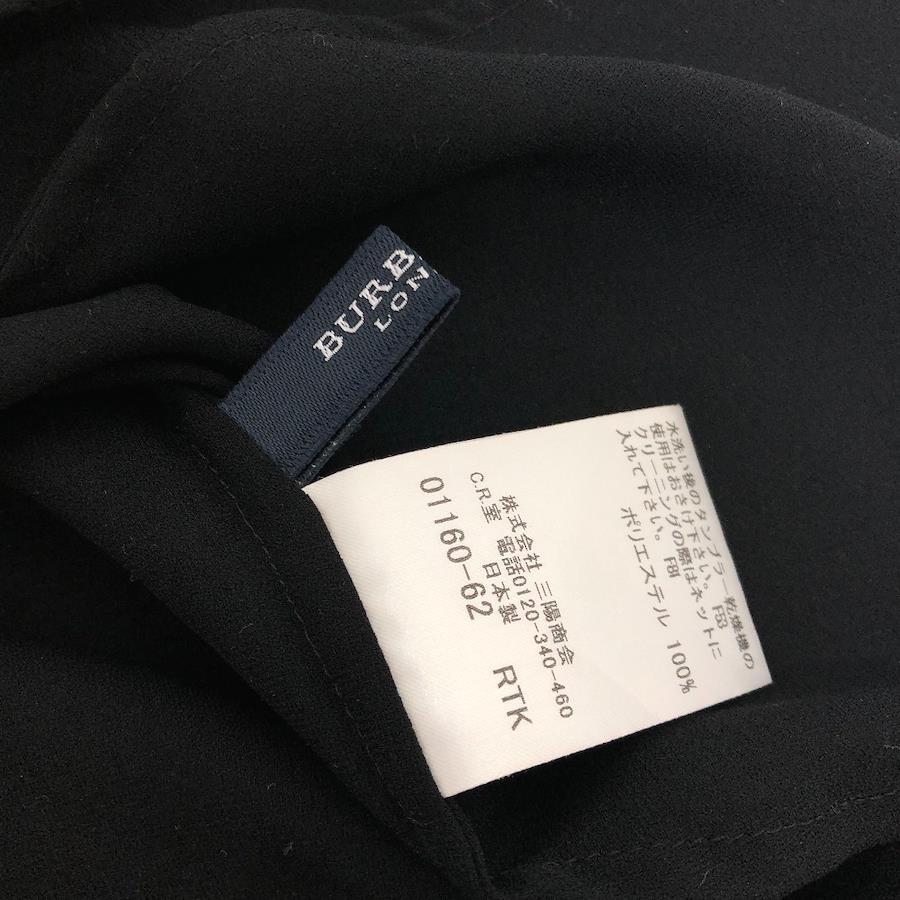 BURB
LON
水洗い後のタンブラー乾燥機の
使用はおさけ下さい。 F53
クリーニングの際はネットに
入れて下さい。 F81
ポリエステル 100%
株式会社 三陽商会
C.R.室 電話0120-340-460
日本製
01160-62 RTK